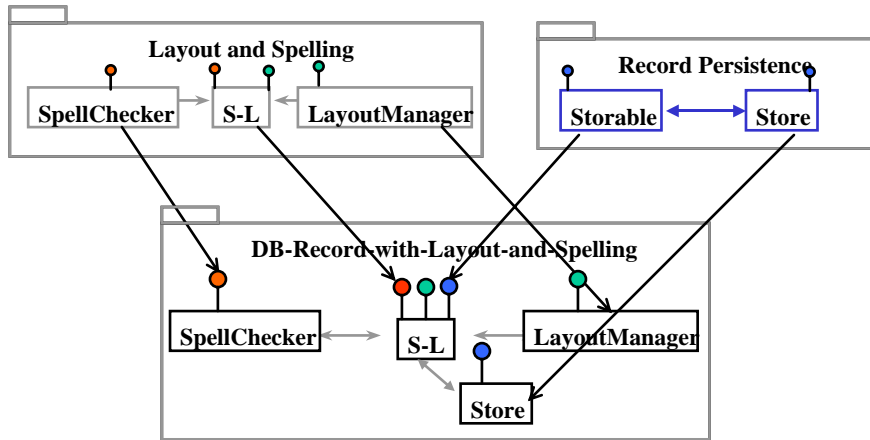 Layout and Spelling
SpellChecker
S-L
LayoutManager
Record Persistence
Storable
Store
DB-Record-with-Layout-and-Spelling
SpellChecker
S-L
LayoutManager
Store